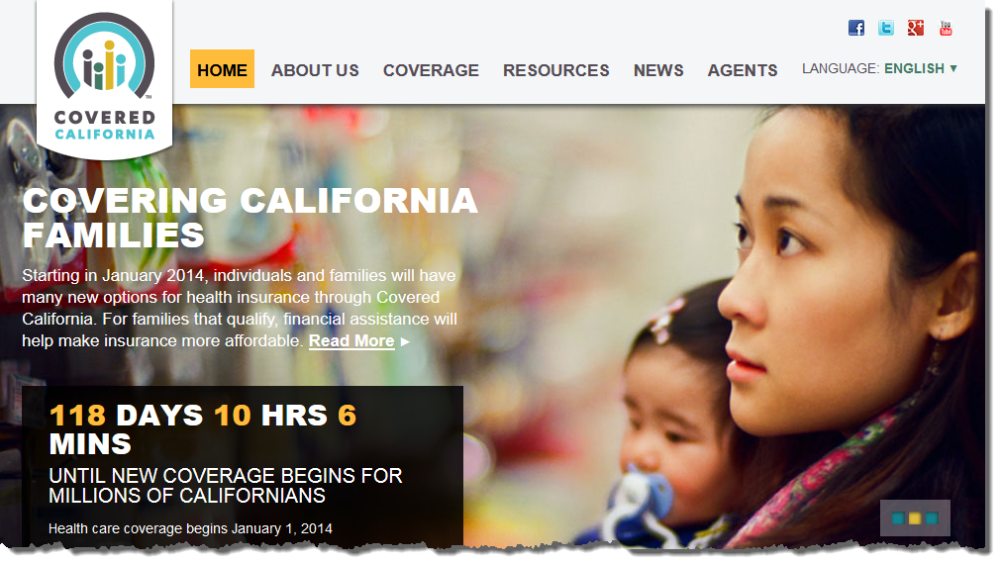 COVERED
CALIFORNIA
TM
HOME ABOUT US COVERAGE RESOURCES NEWS AGENTS LANGUAGE: ENGLISH ▼
You
Tube
COVERING CALIFORNIA
FAMILIES
Starting in January 2014, individuals and families will have
many new options for health insurance through Covered
California. For families that qualify, financial assistance will
help make insurance more affordable. Read More ►
118 DAYS 10 HRS 6
MINS
UNTIL NEW COVERAGE BEGINS FOR
MILLIONS OF CALIFORNIANS
Health care coverage begins January 1, 2014